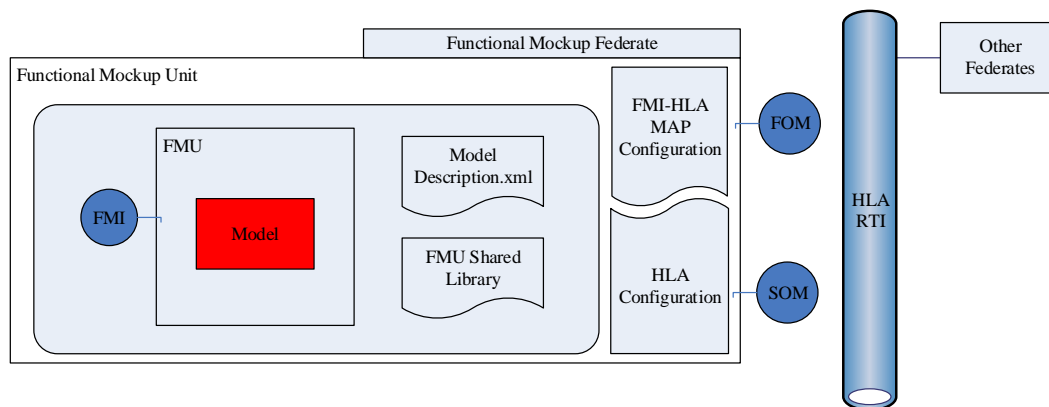 Functional Mockup Federate
Functional Mockup Unit
FMU
FMI
Model
Model
Description.xml
FMU Shared
Library
FMI-HLA
MAP
Configuration
HLA
Configuration
FOM
SOM
HLA
RTI
Other
Federates